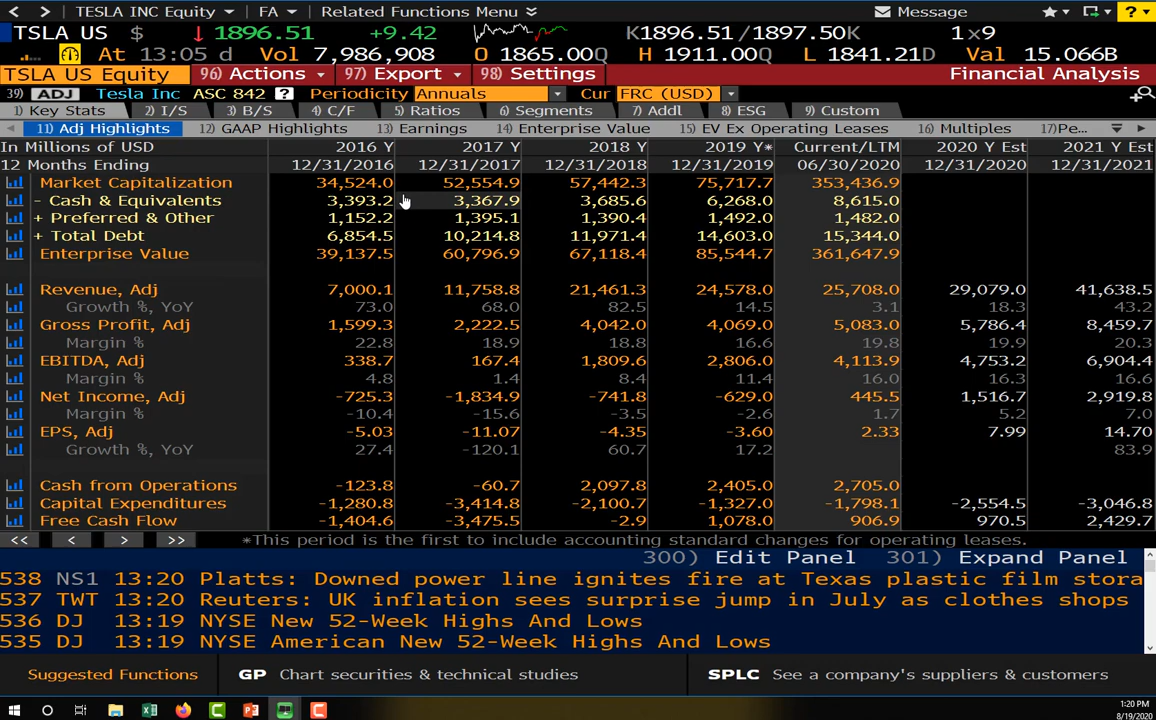 < > TESLA INC Equity FA Related Functions Menu Message ?
TSLA US $ ↓ 1896.51 +9.42 K1896.51/1897.50K 1×9
At 13:05 d Vol 7,986,908 O 1865.00Q H 1911.00Q L 1841.21D Val 15.066B
TSLA US Equity 96) Actions 97) Export 98) Settings Financial Analysis
39) ADJ Tesla Inc ASC 842 ? Periodicity Annuals Cur FRC (USD)
1) Key Stats 2) I/S 3) B/S 4) C/F 5) Ratios 6) Segments 7) Addl 8) ESG 9) Custom
11) Adj Highlights 12) GAAP Highlights 13) Earnings 14) Enterprise Value 15) EV Ex Operating Leases 16) Multiples 17)Pe...
In Millions of USD 2016 Y 2017 Y 2018 Y 2019 Y* Current/LTM 2020 Y Est 2021 Y Est
12 Months Ending 12/31/2016 12/31/2017 12/31/2018 12/31/2019 06/30/2020 12/31/2020 12/31/2021
Market Capitalization 34,524.0 52,554.9 57,442.3 75,717.7 353,436.9
- Cash & Equivalents 3,393.2 3,367.9 3,685.6 6,268.0 8,615.0
+ Preferred & Other 1,152.2 1,395.1 1,390.4 1,492.0 1,482.0
+ Total Debt 6,854.5 10,214.8 11,971.4 14,603.0 15,344.0
Enterprise Value 39,137.5 60,796.9 67,118.4 85,544.7 361,647.9
Revenue, Adj 7,000.1 11,758.8 21,461.3 24,578.0 25,708.0 29,079.0 41,638.5
Growth %, YoY 73.0 68.0 82.5 14.5 3.1 18.3 43.2
Gross Profit, Adj 1,599.3 2,222.5 4,042.0 4,069.0 5,083.0 5,786.4 8,459.7
Margin % 22.8 18.9 18.8 16.6 19.8 19.9 20.3
EBITDA, Adj 338.7 167.4 1,809.6 2,806.0 4,113.9 4,753.2 6,904.4
Margin % 4.8 1.4 8.4 11.4 16.0 16.3 16.6
Net Income, Adj -725.3 -1,834.9 -741.8 -629.0 445.5 1,516.7 2,919.8
Margin % -10.4 -15.6 -3.5 -2.6 1.7 5.2 7.0
EPS, Adj -5.03 -11.07 -4.35 -3.60 2.33 7.99 14.70
Growth %, YoY 27.4 -120.1 60.7 17.2 83.9
Cash from Operations -123.8 -60.7 2,097.8 2,405.0 2,705.0
Capital Expenditures -1,280.8 -3,414.8 -2,100.7 -1,327.0 -1,798.1 -2,554.5 -3,046.8
Free Cash Flow -1,404.6 -3,475.5 -2.9 1,078.0 906.9 970.5 2,429.7
<< < > >> *This period is the first to include accounting standard changes for operating leases.
300) Edit Panel 301) Expand Panel
538 NS1 13:20 Platts: Downed power line ignites fire at Texas plastic film stora
537 TWT 13:20 Reuters: UK inflation sees surprise jump in July as clothes shops
536 DJ 13:19 NYSE New 52-Week Highs And Lows
535 DJ 13:19 NYSE American New 52-Week Highs And Lows
Suggested Functions GP Chart securities & technical studies SPLC See a company's suppliers & customers
1:20 PM
8/19/2020